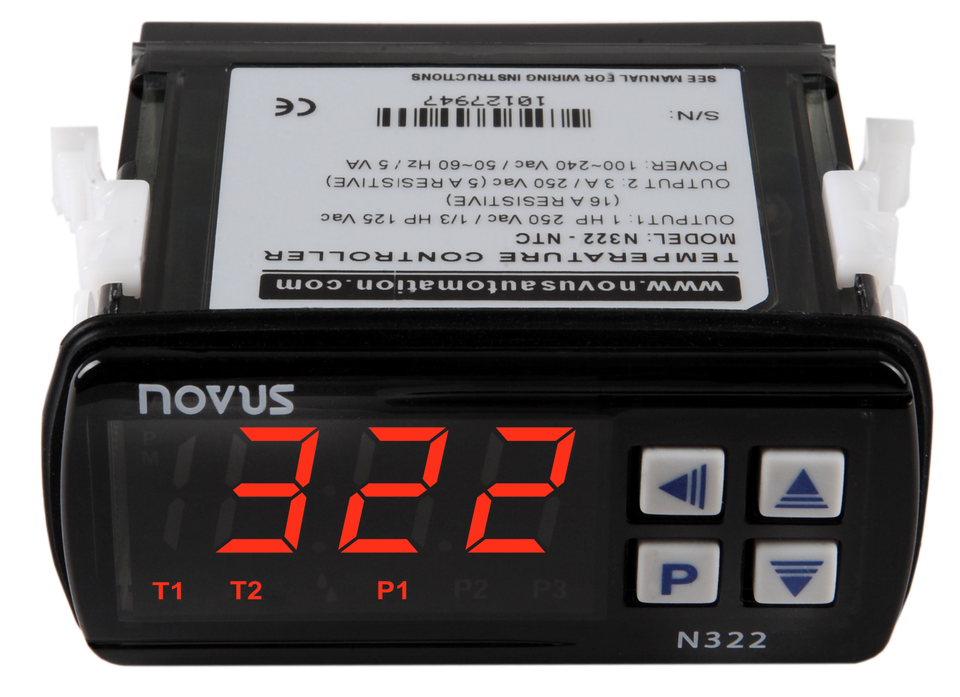 www.novusautomation.com
TEMPERATURE CONTROLLER
MODEL: N322 - NTC
OUTPUT1: 1 HP 250 Vac / 1/3 HP 125 Vac
(16 A RESISTIVE)
OUTPUT 2: 3 A / 250 Vac (5 A RESISTIVE)
POWER: 100~240 Vac / 50~60 Hz / 5 VA
S/N:
10127947
CE
SEE MANUAL FOR WIRING INSTRUCTIONS
NOVUS
PM
322
T1 T2 P1 P2 P3
P
N322